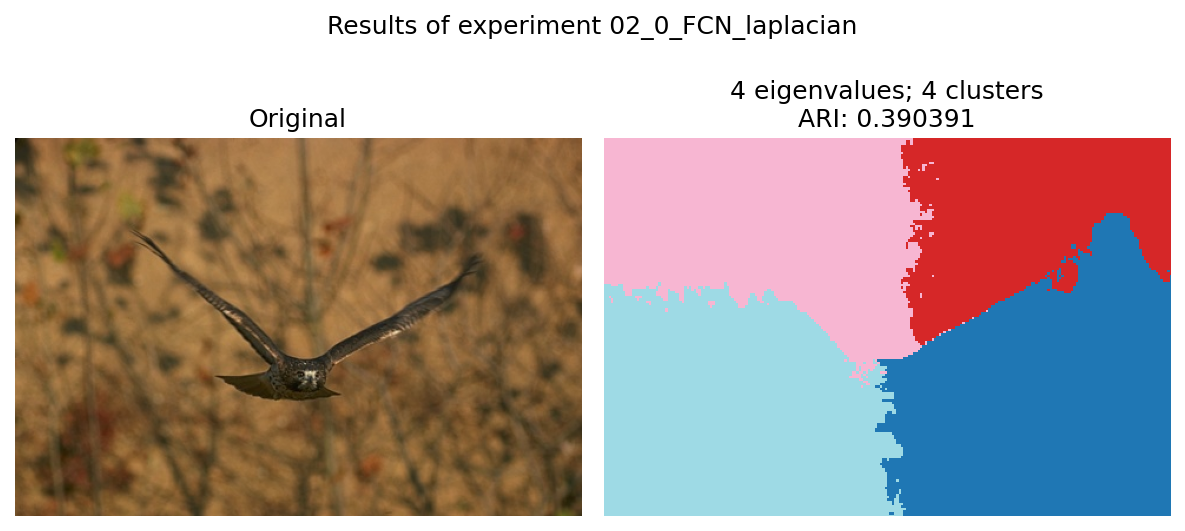 Results of experiment 02_0_FCN_laplacian
Original
4 eigenvalues; 4 clusters
ARI: 0.390391